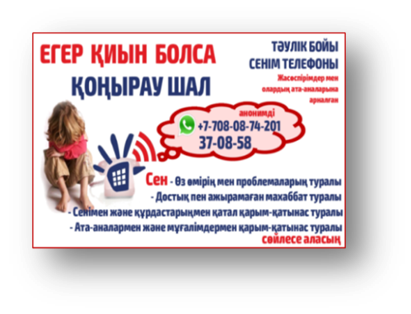 ЕГЕР ҚИЫН БОЛСА
ҚОҢЫРАУ ШАЛ
ТӘУЛІК БОЙЫ
СЕНІМ ТЕЛЕФОНЫ
Жасөспірімдер мен
олардың ата-аналарына
арналған
анонимді
+7-708-08-74-201
37-08-58
Сен - Өз өмірің мен проблемаларың туралы
- Достық пен ажырамаған махаббат туралы
- Сенімен және құрдастарыңмен қатал қарым-қатынас туралы
- Ата-аналармен және мұғалімдермен қарым-қатынас туралы
сөйлесе аласың